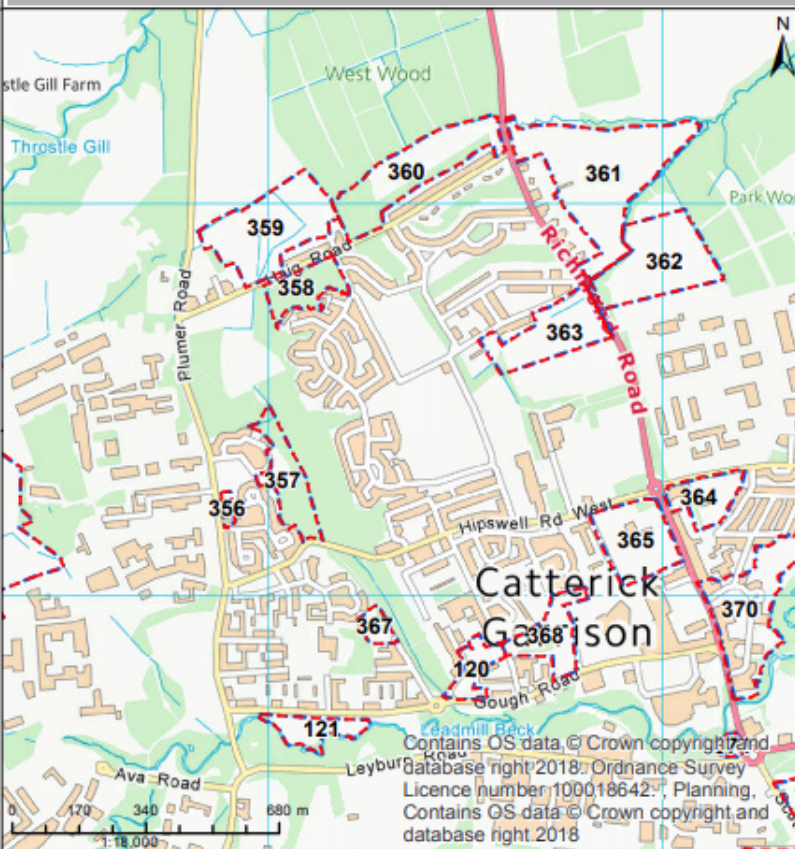 N
West Wood
stle Gill Farm
Throstle Gill
360
361
Park Woo
359
Richmond Road
362
Haig Road
358
Plumer Road
363
357
364
356
Hipswell Rd West
365
Catterick
Garrison
370
367
368
120
Gough Road
121
Leadmill Beck
Leyburn Road
Ava Road
Contains OS data © Crown copyright and
database right 2018. Ordnance Survey
Licence number 100018642. , Planning,
Contains OS data © Crown copyright and
database right 2018
0 170 340 680 m
1:18,000